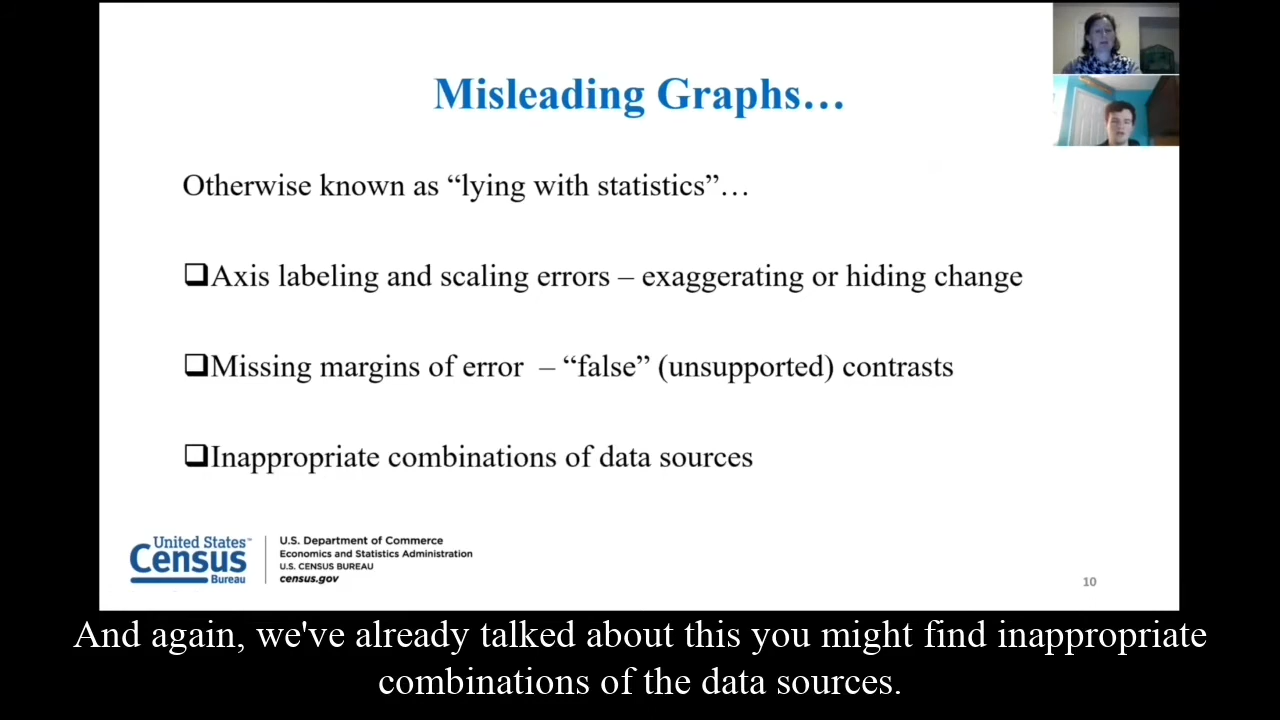 Misleading Graphs…
Otherwise known as “lying with statistics”…
❑Axis labeling and scaling errors – exaggerating or hiding change
❑Missing margins of error – “false” (unsupported) contrasts
❑Inappropriate combinations of data sources
United States™
Census
Bureau
U.S. Department of Commerce
Economics and Statistics Administration
U.S. CENSUS BUREAU
census.gov
10
And again, we've already talked about this you might find inappropriate
combinations of the data sources.